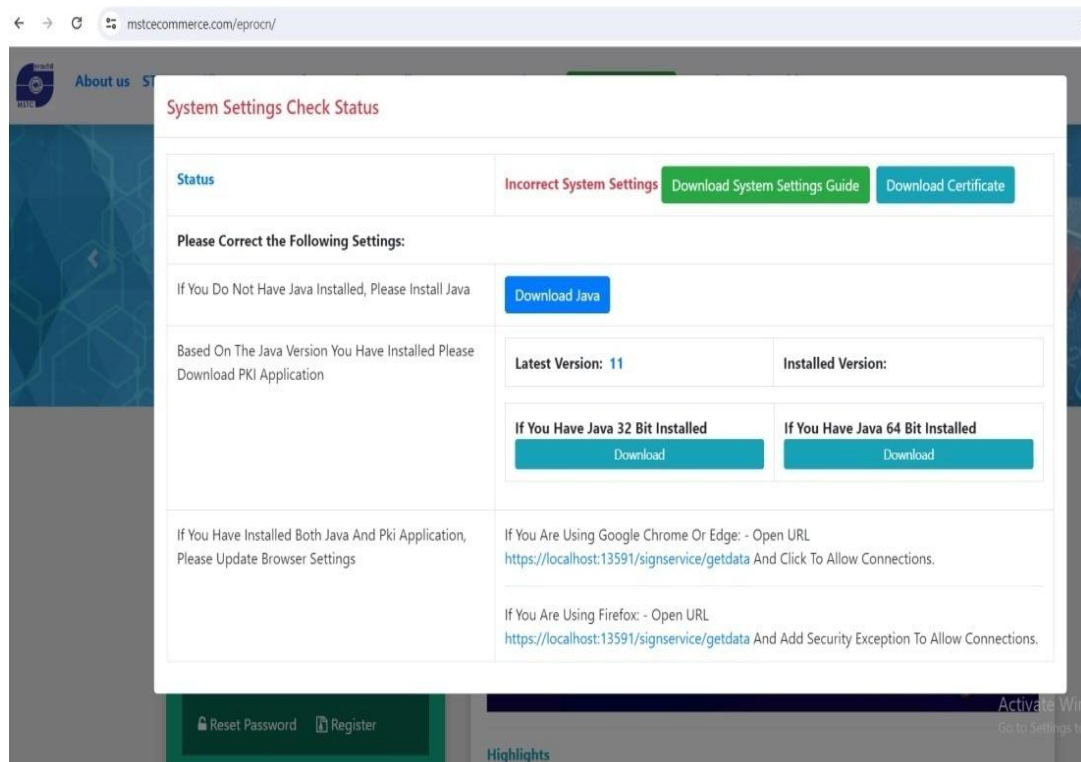 mstcecommerce.com/eprocn/
MSTC
About us
System Settings Check Status
Status
Incorrect System Settings
Download System Settings Guide
Download Certificate
Please Correct the Following Settings:
If You Do Not Have Java Installed, Please Install Java
Download Java
Based On The Java Version You Have Installed Please
Download PKI Application
Latest Version: 11
Installed Version:
If You Have Java 32 Bit Installed
Download
If You Have Java 64 Bit Installed
Download
If You Have Installed Both Java And Pki Application,
Please Update Browser Settings
If You Are Using Google Chrome Or Edge: - Open URL
https://localhost:13591/signservice/getdata And Click To Allow Connections.
If You Are Using Firefox: - Open URL
https://localhost:13591/signservice/getdata And Add Security Exception To Allow Connections.
Reset Password
Register
Highlights
Activate Wi
Go to Settings t